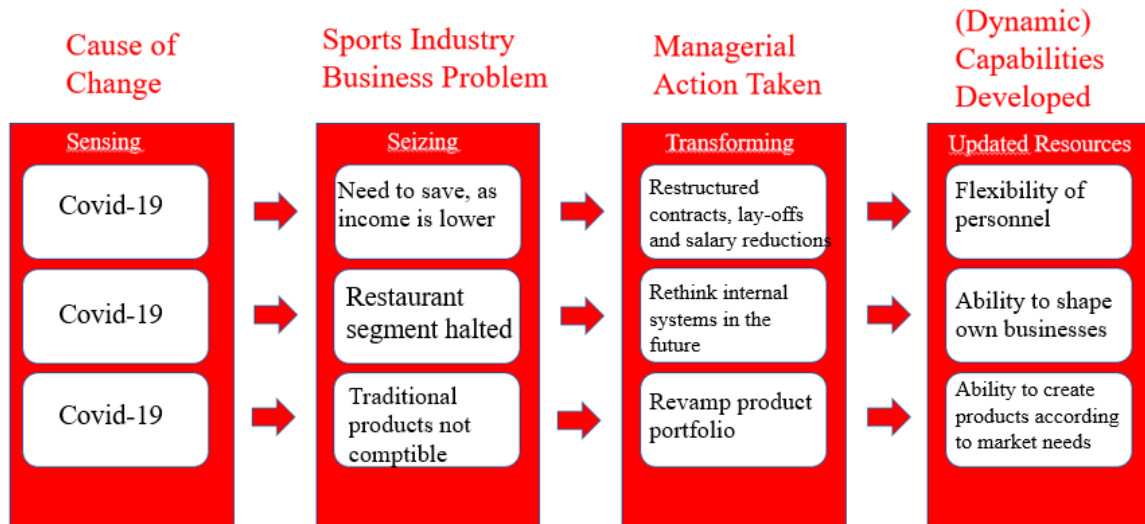 Cause of
Change
Sports Industry
Business Problem
Managerial
Action Taken
(Dynamic)
Capabilities
Developed
Sensing
Seizing
Transforming
Updated Resources
Covid-19
Need to save, as
income is lower
Restructured
contracts, lay-offs
and salary reductions
Flexibility of
personnel
Covid-19
Restaurant
segment halted
Rethink internal
systems in the
future
Ability to shape
own businesses
Covid-19
Traditional
products not
comptible
Revamp product
portfolio
Ability to create
products according
to market needs